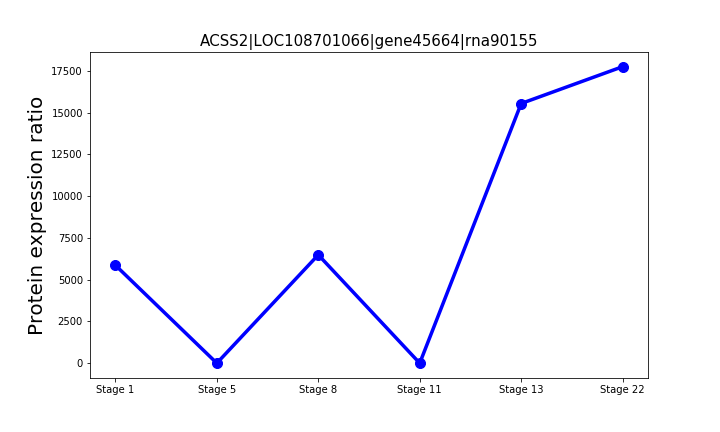 ACSS2|LOC108701066|gene45664|rna90155
Protein expression ratio
17500
15000
12500
10000
7500
5000
2500
0
Stage 1 Stage 5 Stage 8 Stage 11 Stage 13 Stage 22